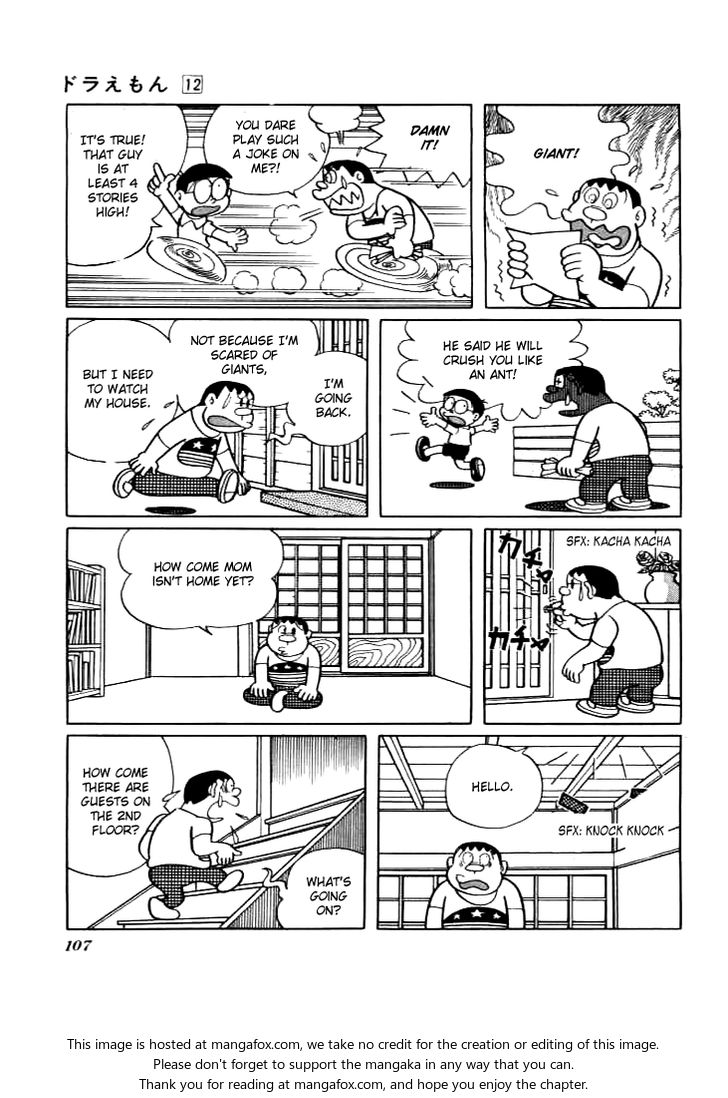 ドラえもん 12
IT'S TRUE!
THAT GUY
IS AT
LEAST 4
STORIES
HIGH!
YOU DARE
PLAY SUCH
A JOKE ON
ME?!
DAMN
IT!
GIANT!
BUT I NEED
TO WATCH
MY HOUSE.
NOT BECAUSE I'M
SCARED OF
GIANTS,
I'M
GOING
BACK.
HE SAID HE WILL
CRUSH YOU LIKE
AN ANT!
HOW COME MOM
ISN'T HOME YET?
SFX: KACHA KACHA
カチャ
カチャ
HOW COME
THERE ARE
GUESTS ON
THE 2ND
FLOOR?
WHAT'S
GOING
ON?
HELLO.
SFX: KNOCK KNOCK
107
This image is hosted at mangafox.com, we take no credit for the creation or editing of this image.
Please don't forget to support the mangaka in any way that you can.
Thank you for reading at mangafox.com, and hope you enjoy the chapter.